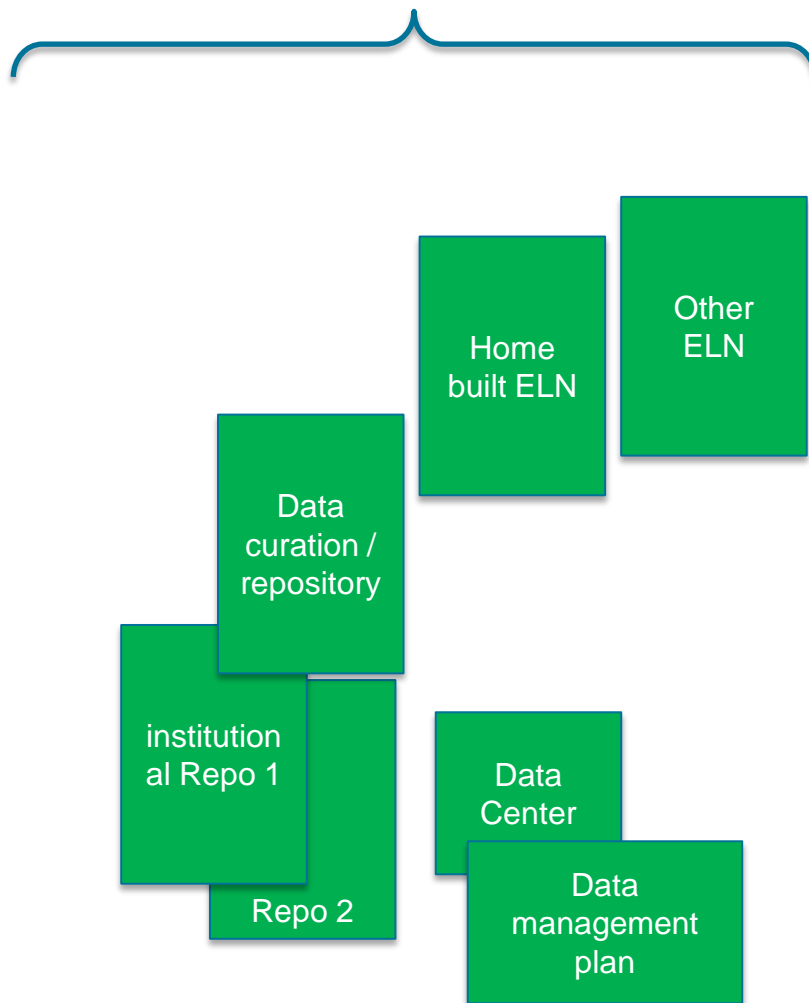 Other
ELN
Home
built ELN
Data
curation /
repository
institution
al Repo 1
Repo 2
Data
Center
Data
management
plan